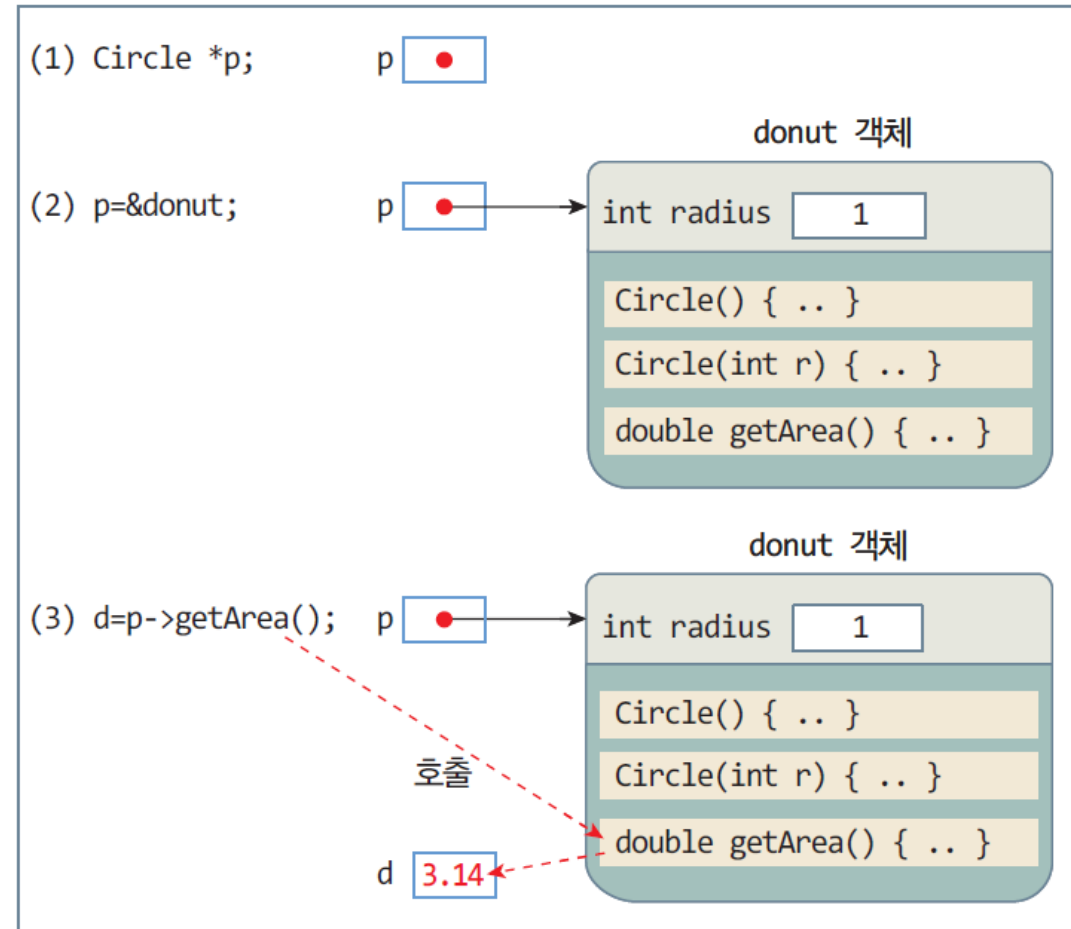 (1) Circle *p; p
donut 객체
(2) p=&donut; p int radius 1
Circle() { .. }
Circle(int r) { .. }
double getArea() { .. }
donut 객체
(3) d=p->getArea(); p int radius 1
Circle() { .. }
호출 Circle(int r) { .. }
double getArea() { .. }
d 3.14